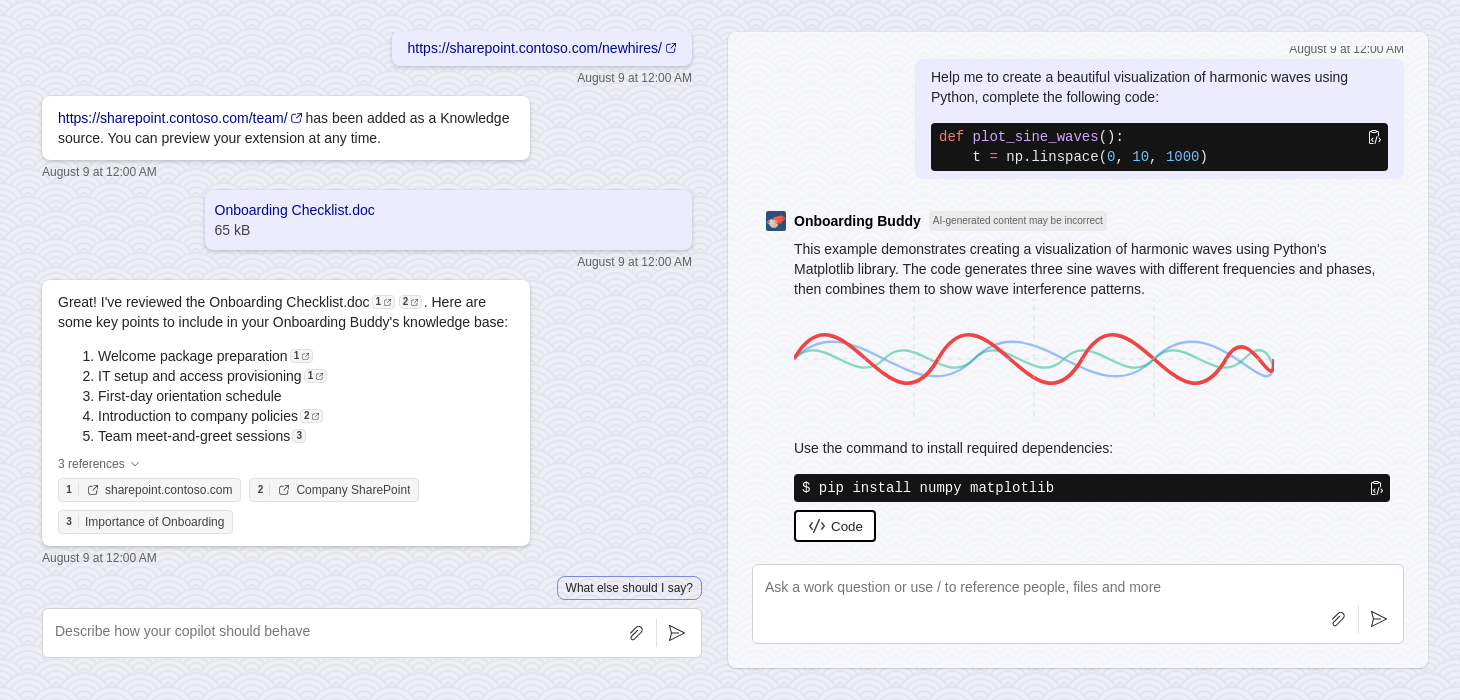 https://sharepoint.contoso.com/newhires/
August 9 at 12:00 AM
https://sharepoint.contoso.com/team/ has been added as a Knowledge
source. You can preview your extension at any time.
August 9 at 12:00 AM
Onboarding Checklist.doc
65 kB
August 9 at 12:00 AM
Great! I've reviewed the Onboarding Checklist.doc 1 2 . Here are
some key points to include in your Onboarding Buddy's knowledge base:
1. Welcome package preparation 1
2. IT setup and access provisioning 1
3. First-day orientation schedule
4. Introduction to company policies 2
5. Team meet-and-greet sessions 3
3 references
1 sharepoint.contoso.com 2 Company SharePoint
3 Importance of Onboarding
August 9 at 12:00 AM
What else should I say?
Describe how your copilot should behave
August 9 at 12:00 AM
Help me to create a beautiful visualization of harmonic waves using
Python, complete the following code:
def plot_sine_waves():
    t = np.linspace(0, 10, 1000)
Onboarding Buddy AI-generated content may be incorrect
This example demonstrates creating a visualization of harmonic waves using Python's
Matplotlib library. The code generates three sine waves with different frequencies and phases,
then combines them to show wave interference patterns.
Use the command to install required dependencies:
$ pip install numpy matplotlib
Code
Ask a work question or use / to reference people, files and more